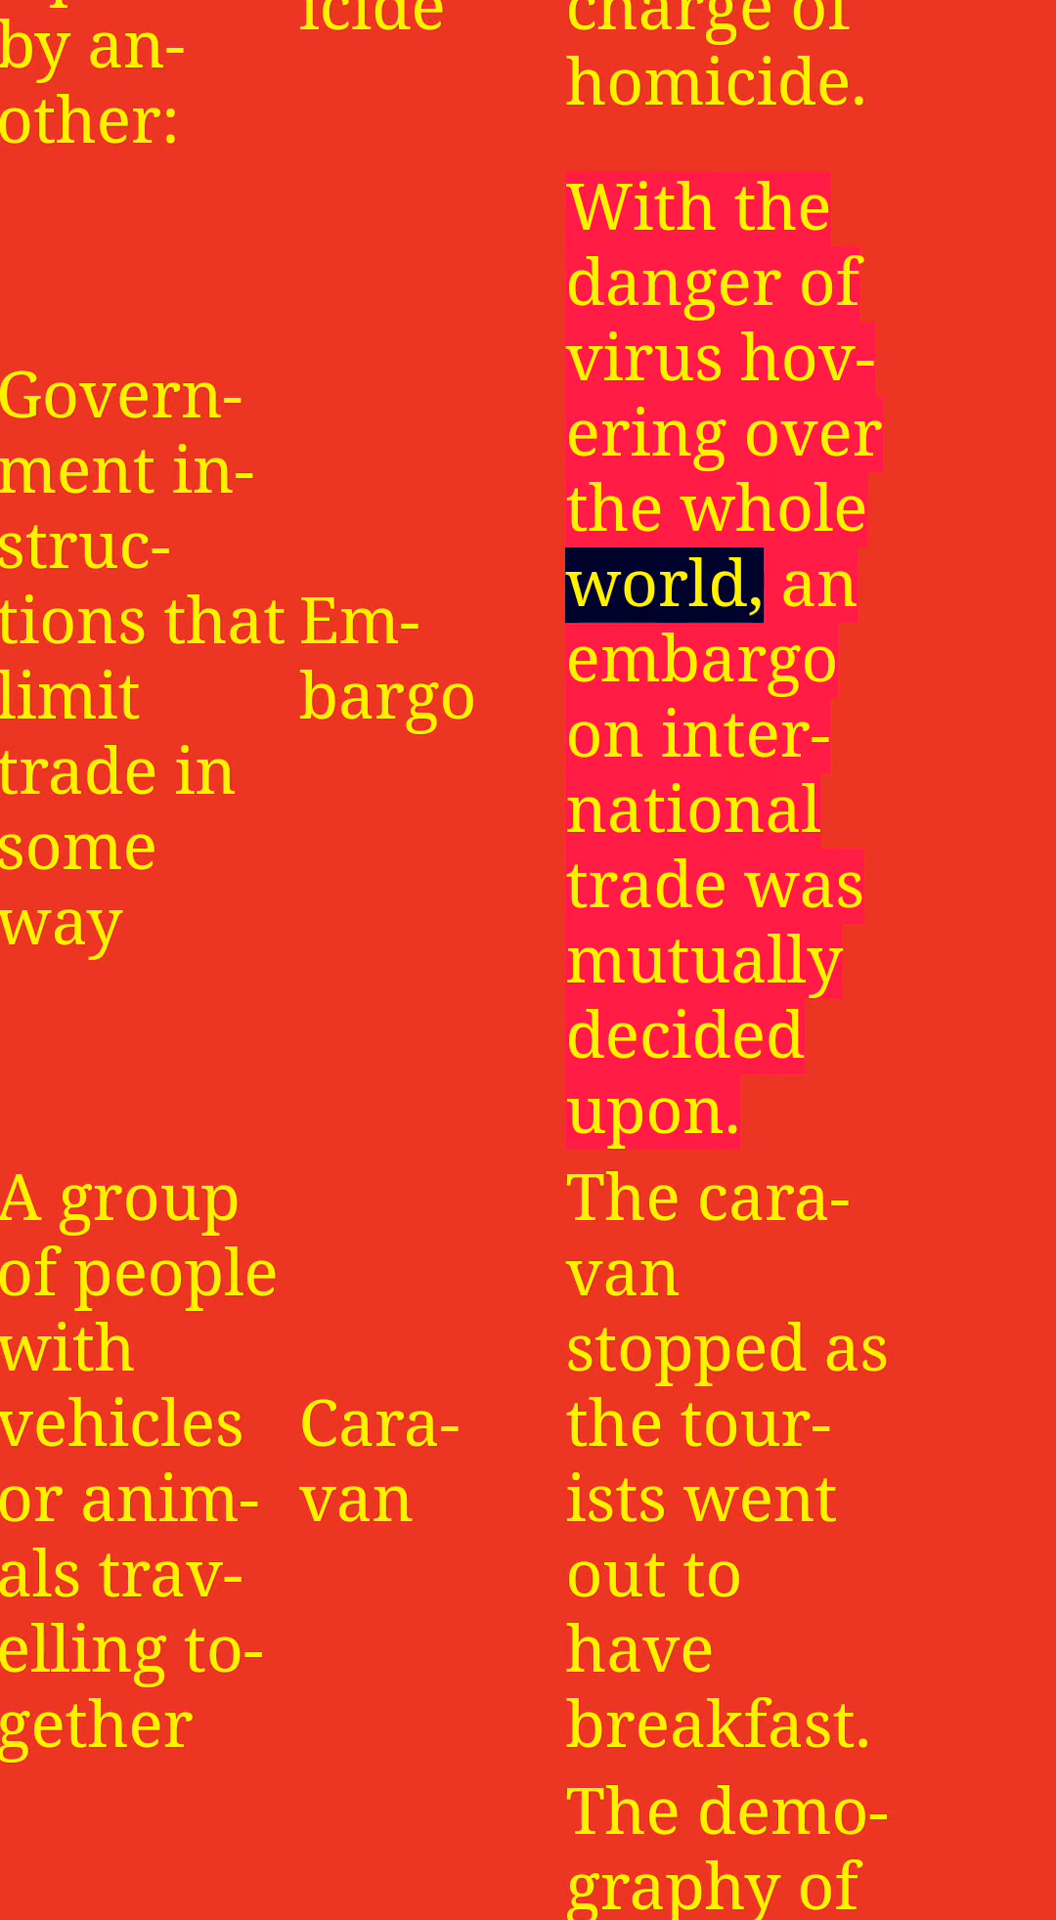 by an-
other:
icide
charge of
homicide.
Govern-
ment in-
struc-
tions that
limit
trade in
some
way
Em-
bargo
With the
danger of
virus hov-
ering over
the whole
world, an
embargo
on inter-
national
trade was
mutually
decided
upon.
A group
of people
with
vehicles
or anim-
als trav-
elling to-
gether
Cara-
van
The cara-
van
stopped as
the tour-
ists went
out to
have
breakfast.
The demo-
graphy of